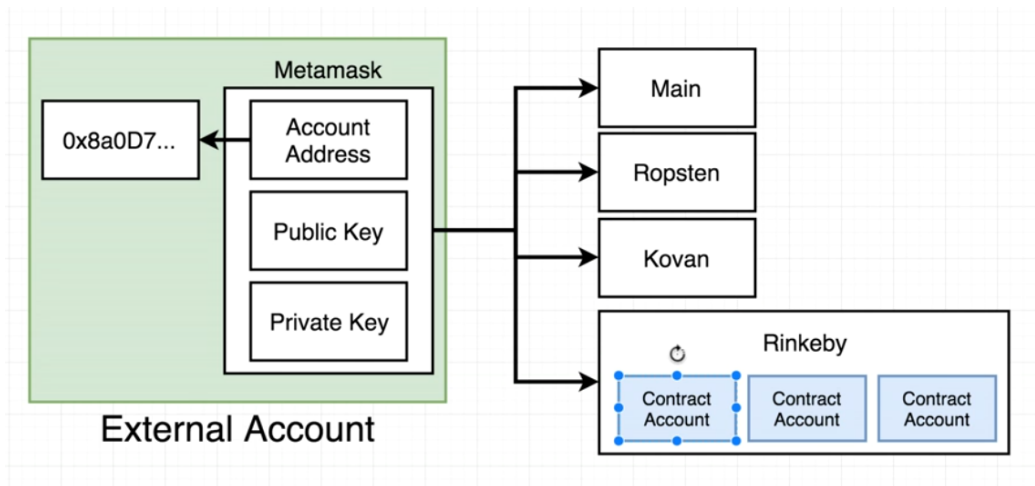 Metamask
0x8a0D7...
Account
Address
Public Key
Private Key
External Account
Main
Ropsten
Kovan
Rinkeby
Contract
Account
Contract
Account
Contract
Account